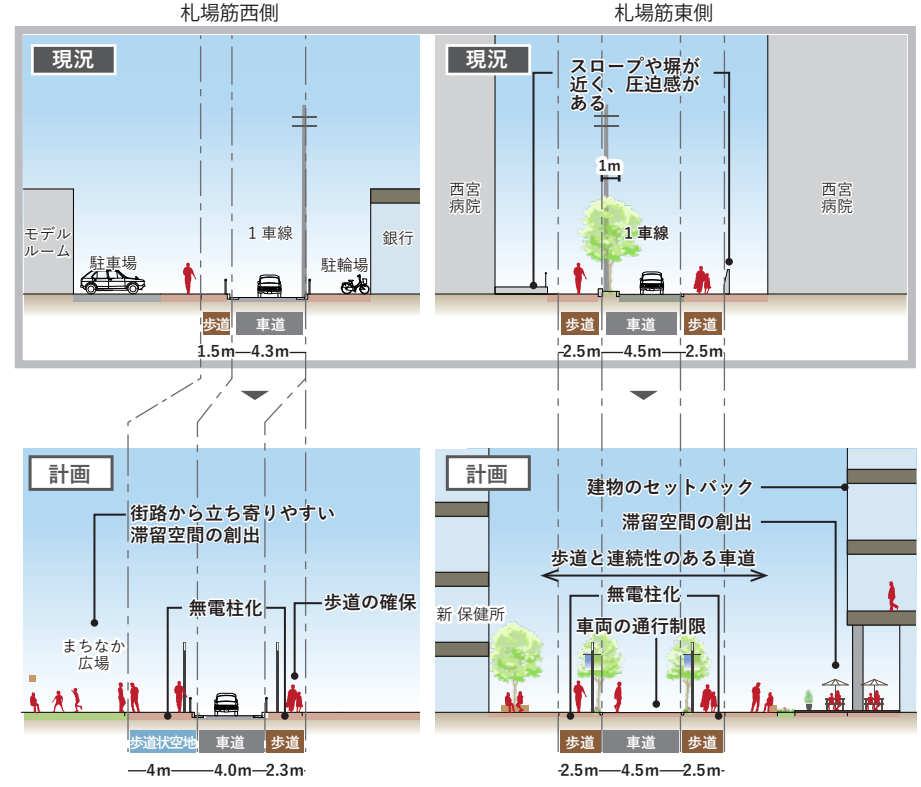 札場筋西側
現況
モデル
ルーム
駐車場
1 車線
駐輪場
銀行
歩道
車道
1.5m
4.3m
札場筋東側
現況
スロープや塀が
近く、圧迫感が
ある
1m
西宮
病院
1 車線
西宮
病院
歩道
車道
歩道
2.5m
4.5m
2.5m
計画
街路から立ち寄りやすい
滞留空間の創出
無電柱化
歩道の確保
まちなか
広場
歩道状空地
車道
歩道
4m
4.0m
2.3m
計画
建物のセットバック
滞留空間の創出
歩道と連続性のある車道
無電柱化
新 保健所
車両の通行制限
歩道
車道
歩道
2.5m
4.5m
2.5m